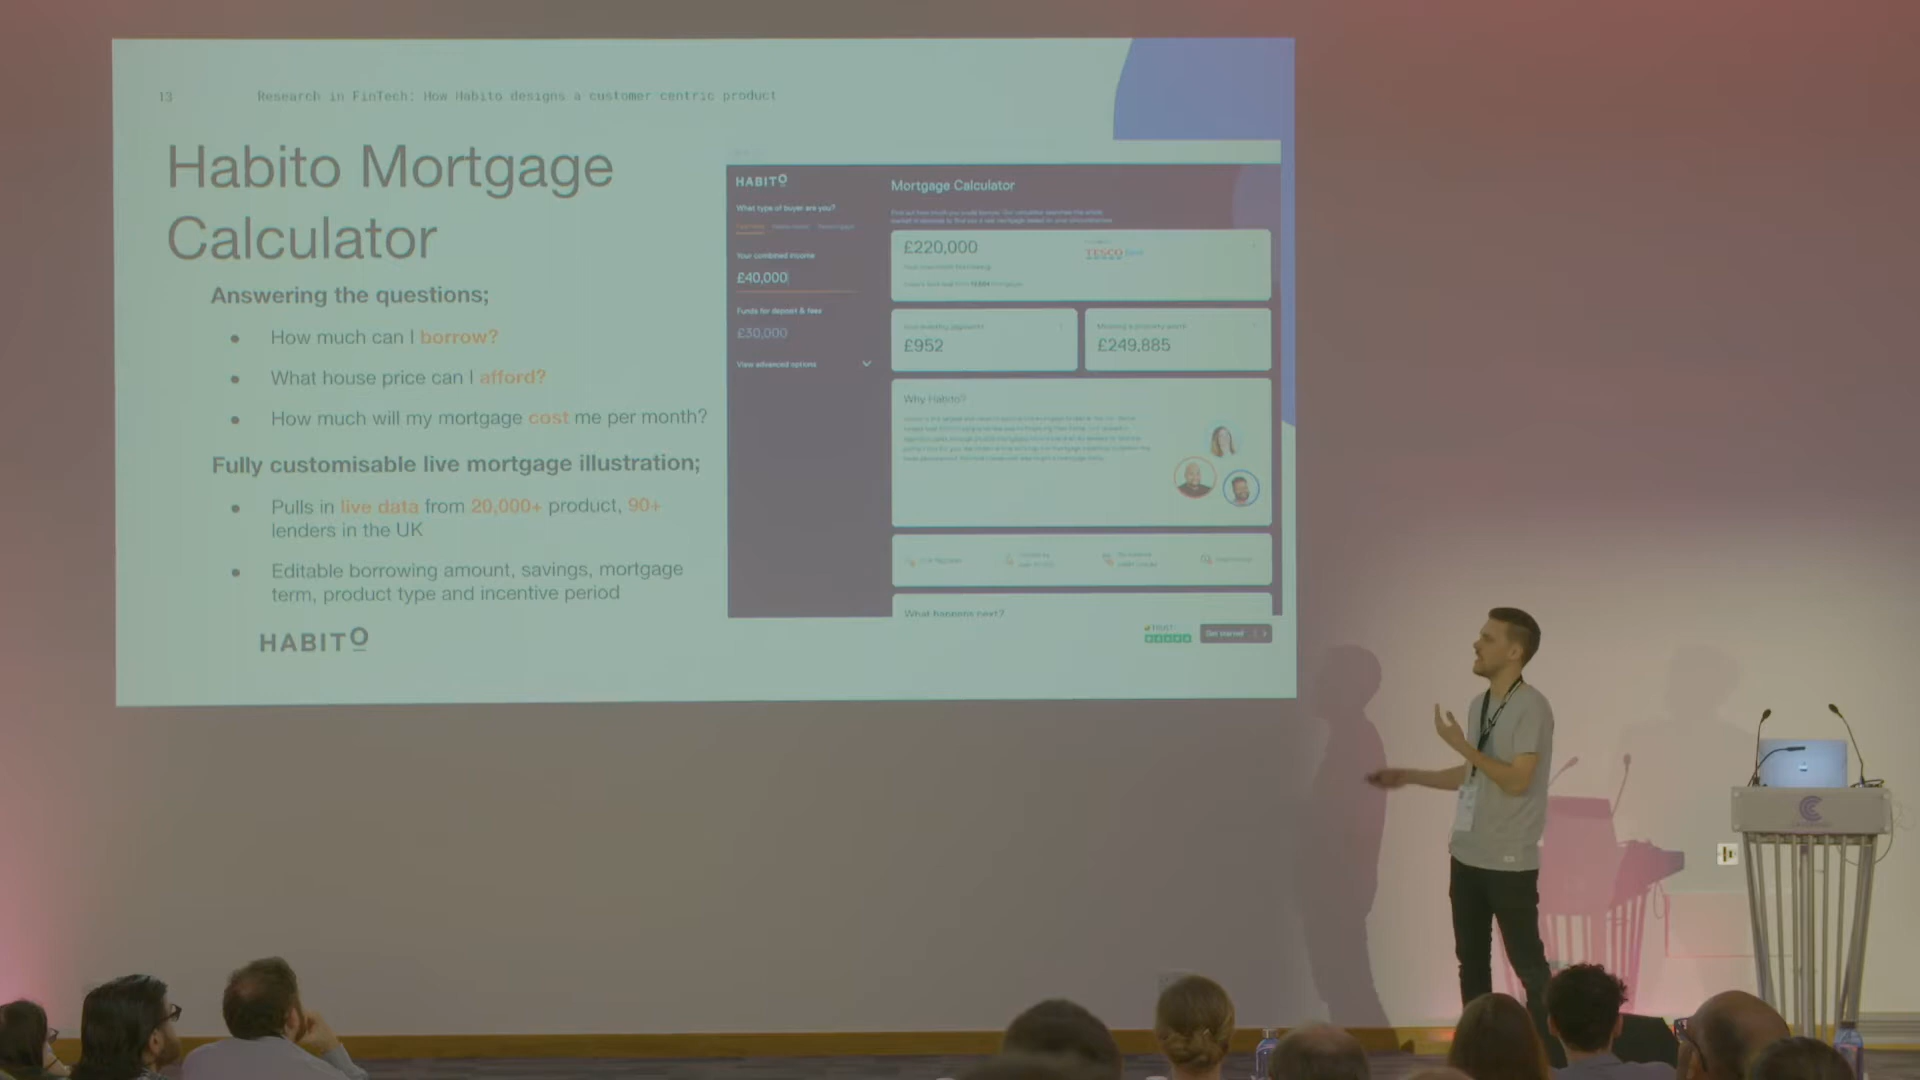 13
Research in FinTech: How Habito designs a customer centric product
Habito Mortgage
Calculator
Answering the questions;
How much can I borrow?
What house price can I afford?
How much will my mortgage cost me per month?
Fully customisable live mortgage illustration;
Pulls in live data from 20,000+ product, 90+
lenders in the UK
Editable borrowing amount, savings, mortgage
term, product type and incentive period
HABITO
HABITO
What type of buyer are you?
Your combined income
£40,000
Funds for deposit & fees
£30,000
View advanced options
Mortgage Calculator
£220,000
TESCO
£952
£249,885
Why Habito?
What happens next?
Get started